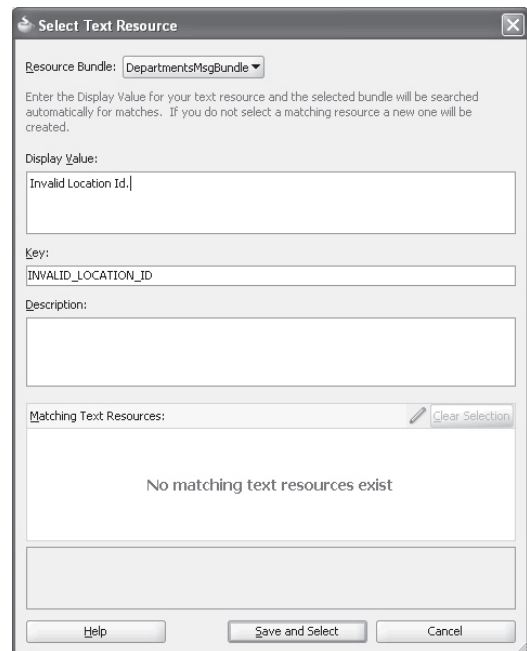 Select Text Resource
Resource Bundle: DepartmentsMsgBundle
Enter the Display Value for your text resource and the selected bundle will be searched
automatically for matches. If you do not select a matching resource a new one will be
created.
Display Value:
Invalid Location Id.
Key:
INVALID_LOCATION_ID
Description:
Matching Text Resources: Clear Selection
No matching text resources exist
Help Save and Select Cancel